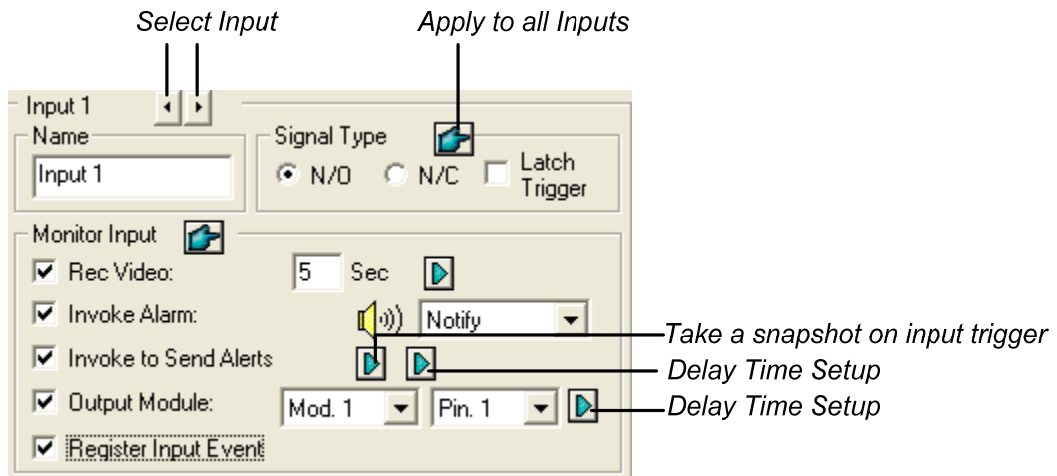 Select Input
Apply to all Inputs
Input 1
Name
Input 1
Signal Type
N/O
N/C
Latch
Trigger
Monitor Input
Rec Video:
5
Sec
Invoke Alarm:
Notify
Take a snapshot on input trigger
Invoke to Send Alerts
Delay Time Setup
Output Module:
Mod. 1
Pin. 1
Delay Time Setup
Register Input Event